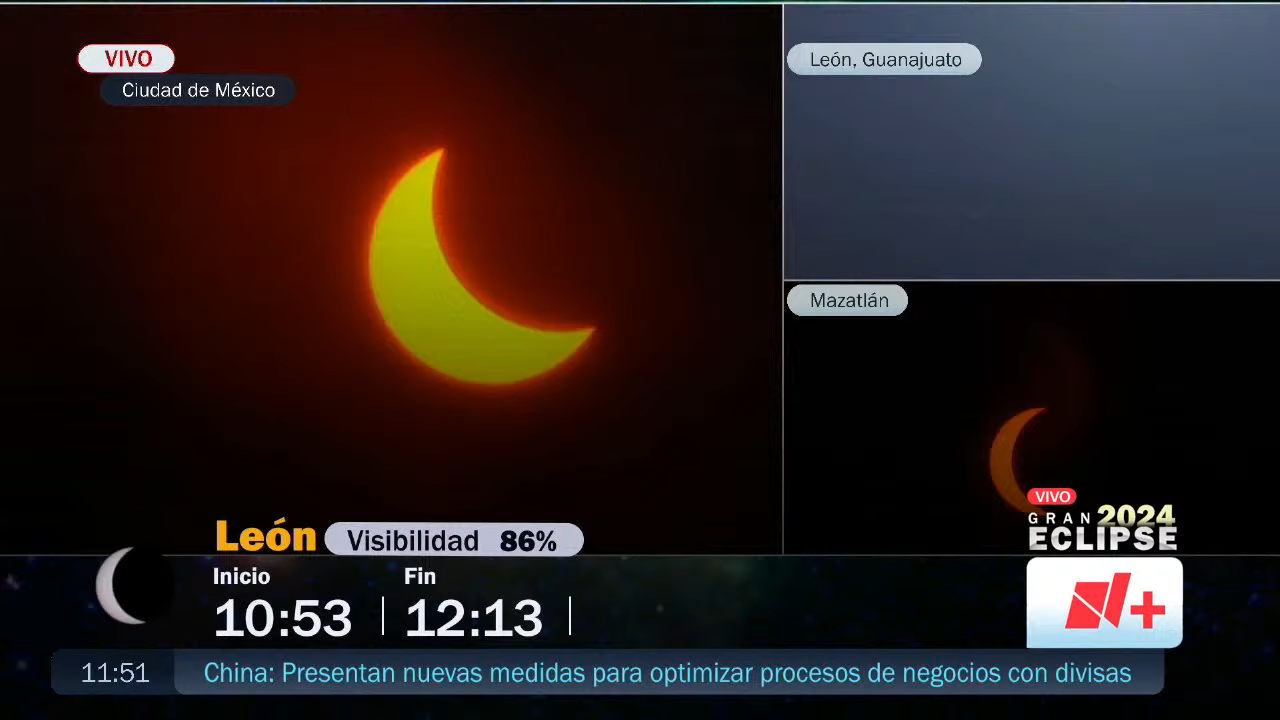 VIVO
Ciudad de México
León, Guanajuato
Mazatlán
León Visibilidad 86%
Inicio Fin
10:53 12:13
VIVO
GRAN 2024
ECLIPSE
N+
11:51 China: Presentan nuevas medidas para optimizar procesos de negocios con divisas